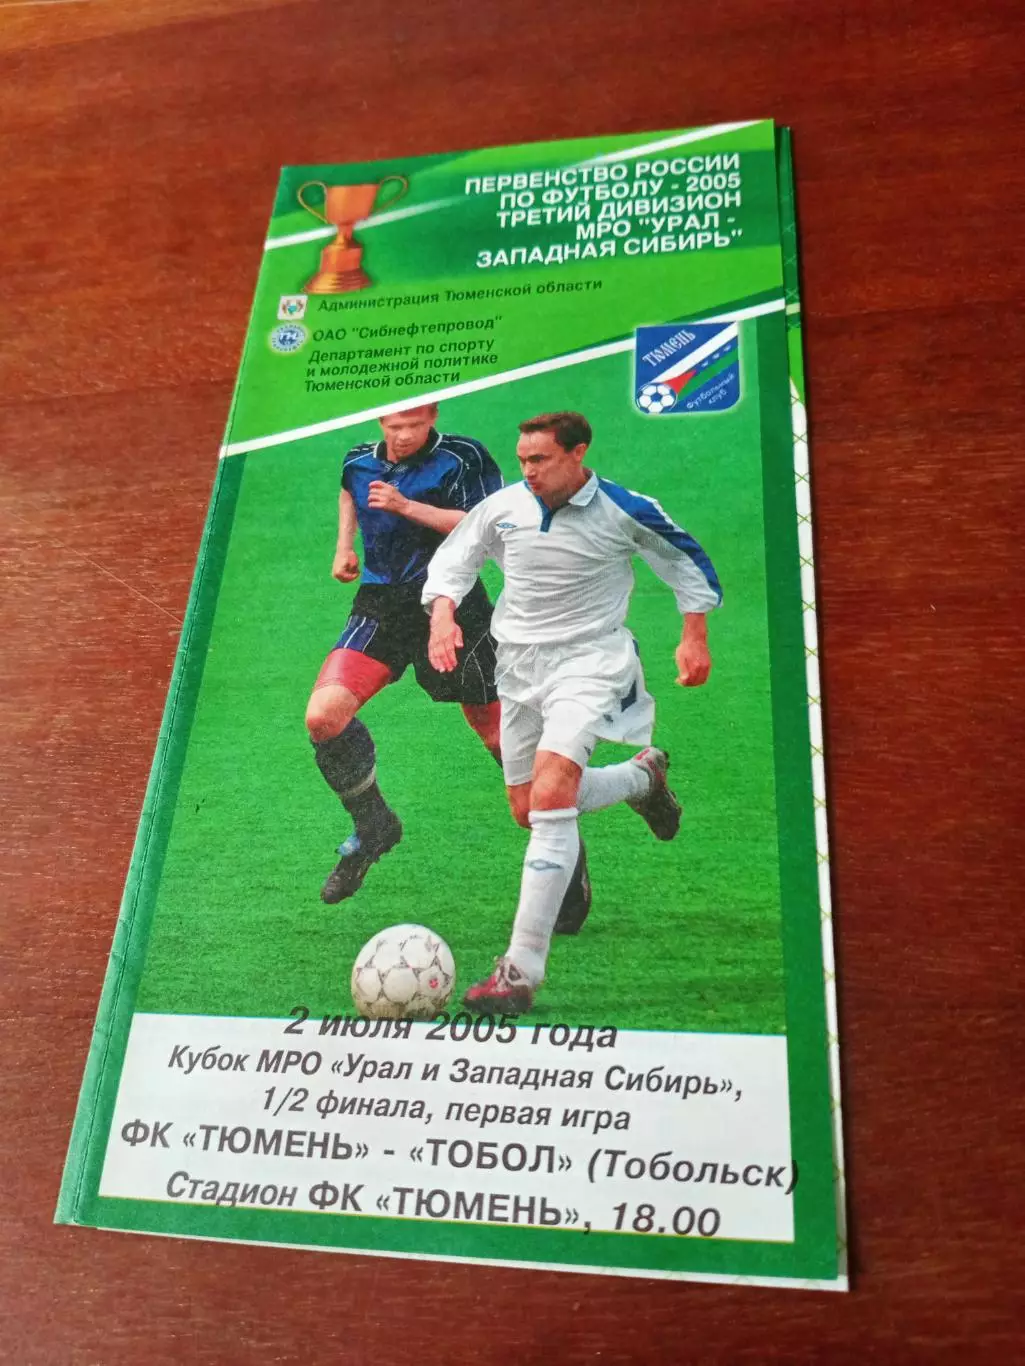 ПЕРВЕНСТВО РОССИИ
ПО ФУТБОЛУ - 2005
ТРЕТИЙ ДИВИЗИОН
МРО "УРАЛ -
ЗАПАДНАЯ СИБИРЬ"
Администрация Тюменской области
ОАО "Сибнефтепровод"
Департамент по спорту
и молодежной политике
Тюменской области
ТЮМЕНЬ
Футбольный
клуб
2 июля 2005 года
Кубок МРО «Урал и Западная Сибирь»,
1/2 финала, первая игра
ФК «ТЮМЕНЬ» - «ТОБОЛ» (Тобольск)
Стадион ФК «ТЮМЕНЬ», 18.00